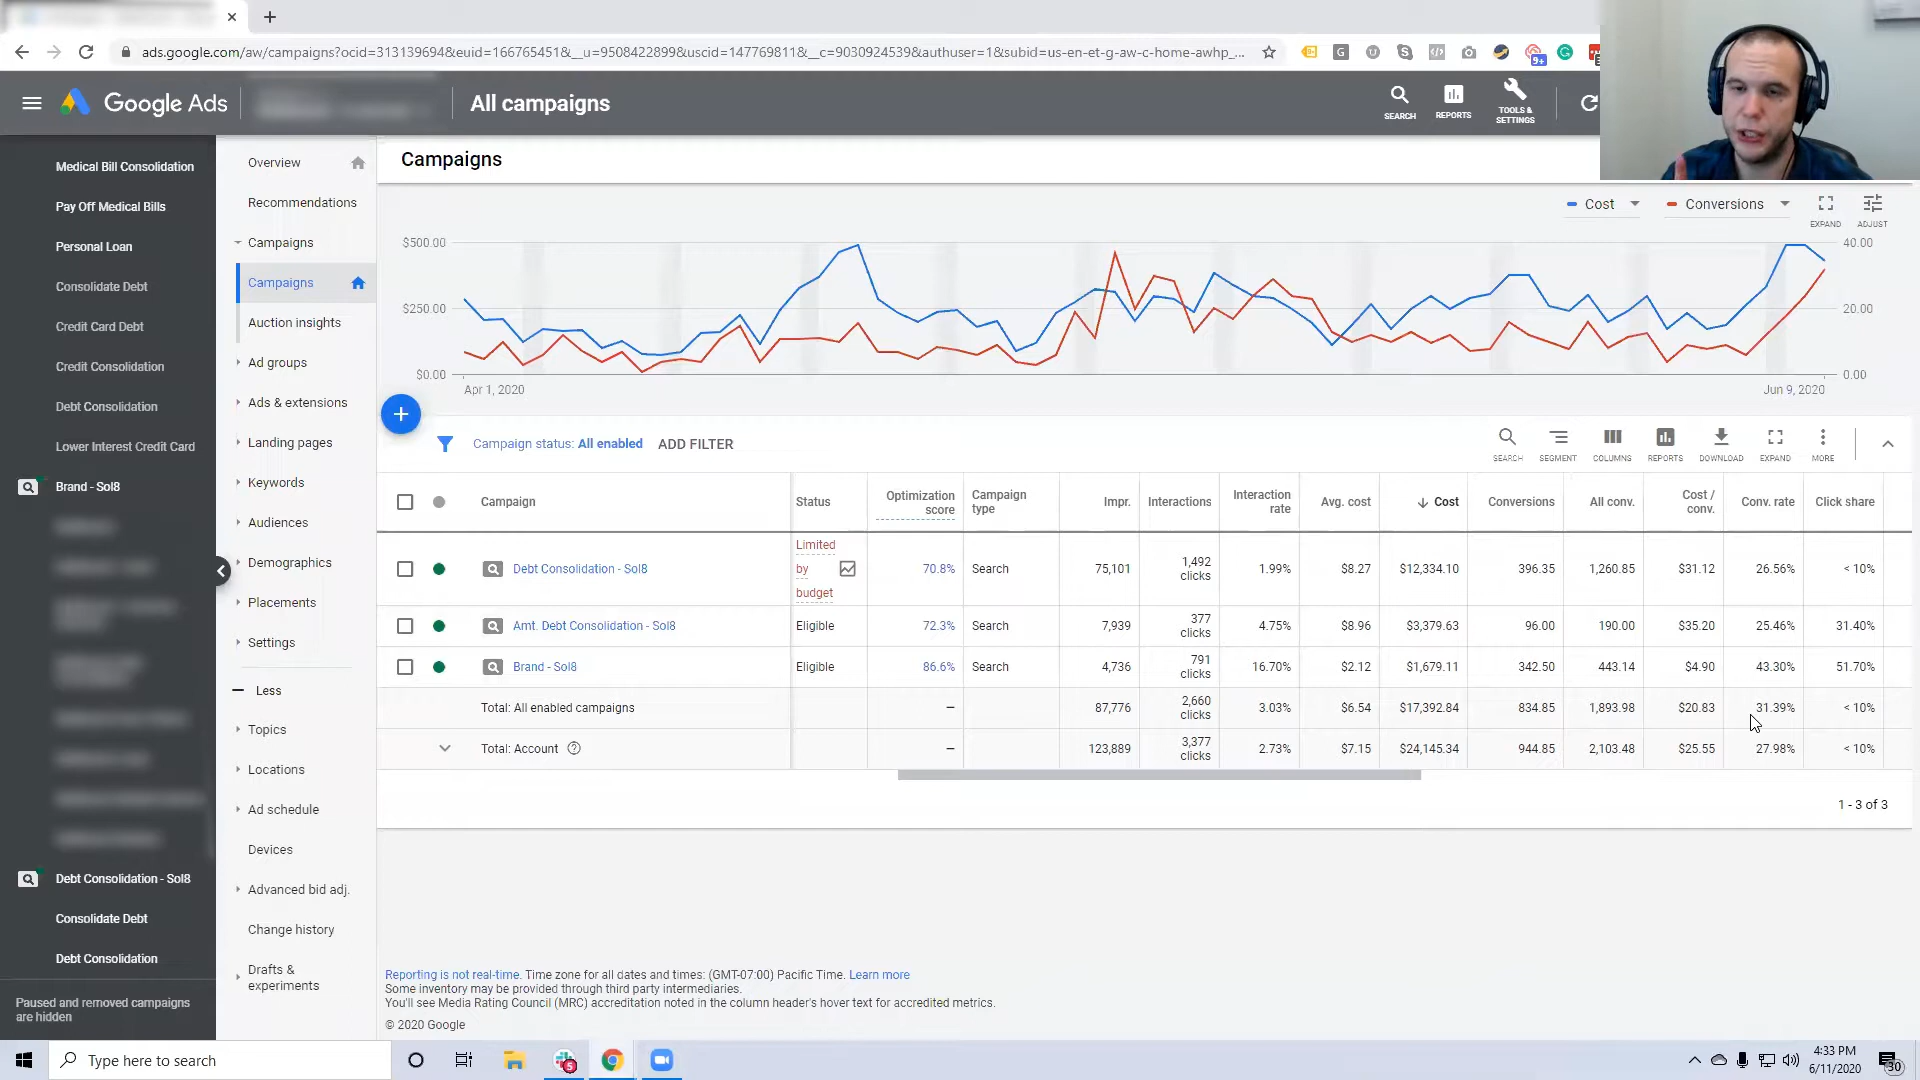 ads.google.com/aw/campaigns?ocid=313139694&euid=166765451&__u=9508422899&uscid=147769811&__c=9030924539&authuser=1&subid=us-en-et-g-aw-c-home-awhp_...
9+
Google Ads
All campaigns
SEARCH
REPORTS
TOOLS &
SETTINGS
Medical Bill Consolidation
Pay Off Medical Bills
Personal Loan
Consolidate Debt
Credit Card Debt
Credit Consolidation
Debt Consolidation
Lower Interest Credit Card
Brand - Sol8
Debt Consolidation - Sol8
Consolidate Debt
Debt Consolidation
Paused and removed campaigns
are hidden
Overview
Recommendations
Campaigns
Campaigns
Auction insights
Ad groups
Ads & extensions
Landing pages
Keywords
Audiences
Demographics
Placements
Settings
Less
Topics
Locations
Ad schedule
Devices
Advanced bid adj.
Change history
Drafts &
experiments
Campaigns
Cost
Conversions
EXPAND
ADJUST
$500.00
40.00
$250.00
20.00
$0.00
0.00
Apr 1, 2020
Jun 9, 2020
Campaign status: All enabled
ADD FILTER
SEARCH
SEGMENT
COLUMNS
REPORTS
DOWNLOAD
EXPAND
MORE
Campaign Status Optimization score Campaign type Impr. Interactions Interaction rate Avg. cost Cost Conversions All conv. Cost / conv. Conv. rate Click share
Debt Consolidation - Sol8 Limited by budget 70.8% Search 75,101 1,492 clicks 1.99% $8.27 $12,334.10 396.35 1,260.85 $31.12 26.56% < 10%
Amt. Debt Consolidation - Sol8 Eligible 72.3% Search 7,939 377 clicks 4.75% $8.96 $3,379.63 96.00 190.00 $35.20 25.46% 31.40%
Brand - Sol8 Eligible 86.6% Search 4,736 791 clicks 16.70% $2.12 $1,679.11 342.50 443.14 $4.90 43.30% 51.70%
Total: All enabled campaigns – 87,776 2,660 clicks 3.03% $6.54 $17,392.84 834.85 1,893.98 $20.83 31.39% < 10%
Total: Account – 123,889 3,377 clicks 2.73% $7.15 $24,145.34 944.85 2,103.48 $25.55 27.98% < 10%
1 - 3 of 3
Reporting is not real-time. Time zone for all dates and times: (GMT-07:00) Pacific Time. Learn more
Some inventory may be provided through third party intermediaries.
You'll see Media Rating Council (MRC) accreditation noted in the column header's hover text for accredited metrics.
© 2020 Google
Type here to search
5
4:33 PM
6/11/2020
30